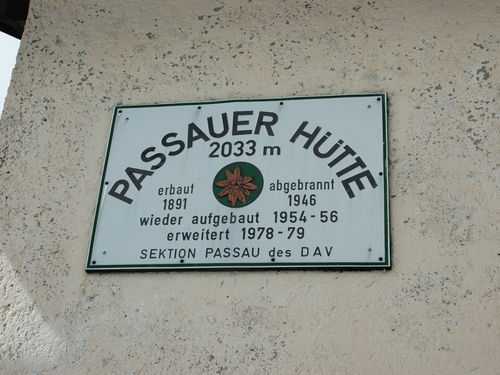 PASSAUER HÜTTE
2033 m
erbaut abgebrannt
1891 1946
wieder aufgebaut 1954-56
erweitert 1978-79
SEKTION PASSAU des DAV